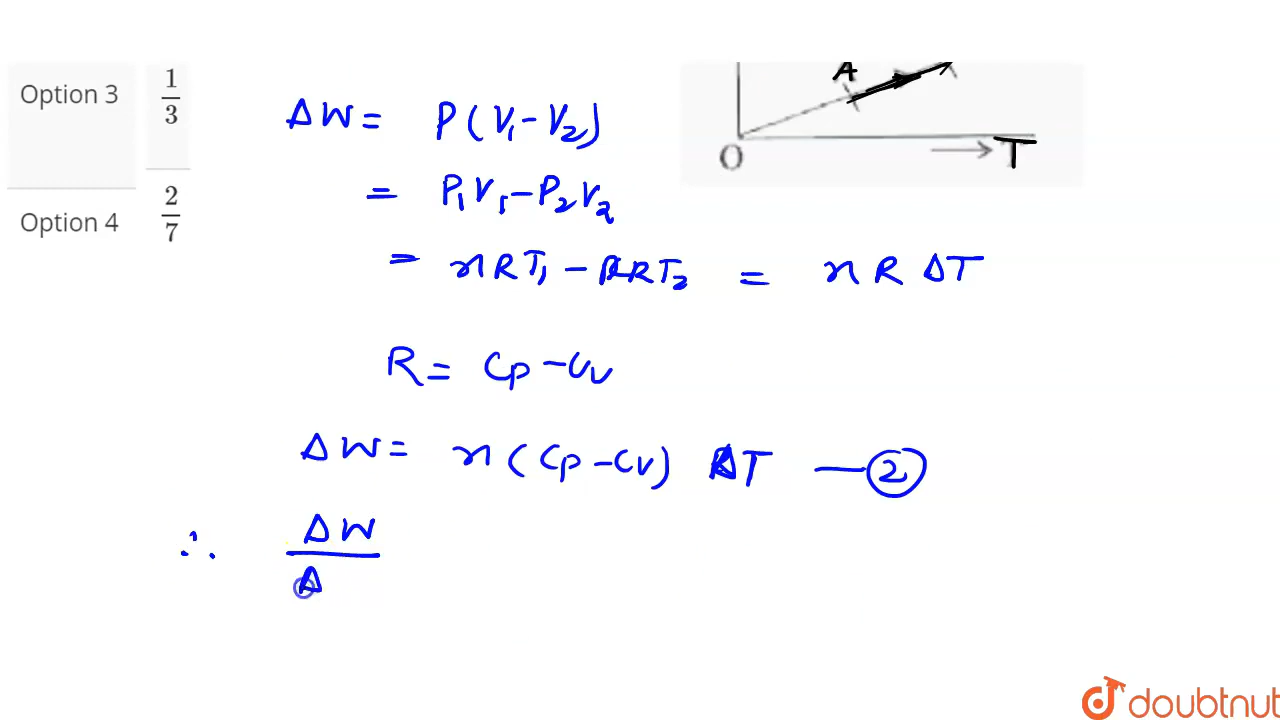 Option 3
1/3
Option 4
2/7
A
O
T
ΔW = P(V₁ - V₂)
= P₁V₁ - P₂V₂
= nRT₁ - nRT₂ = nRΔT
R = Cp - Cv
ΔW = n(Cp - Cv) ΔT — ②
∴ ΔW
Δ
doubtnut